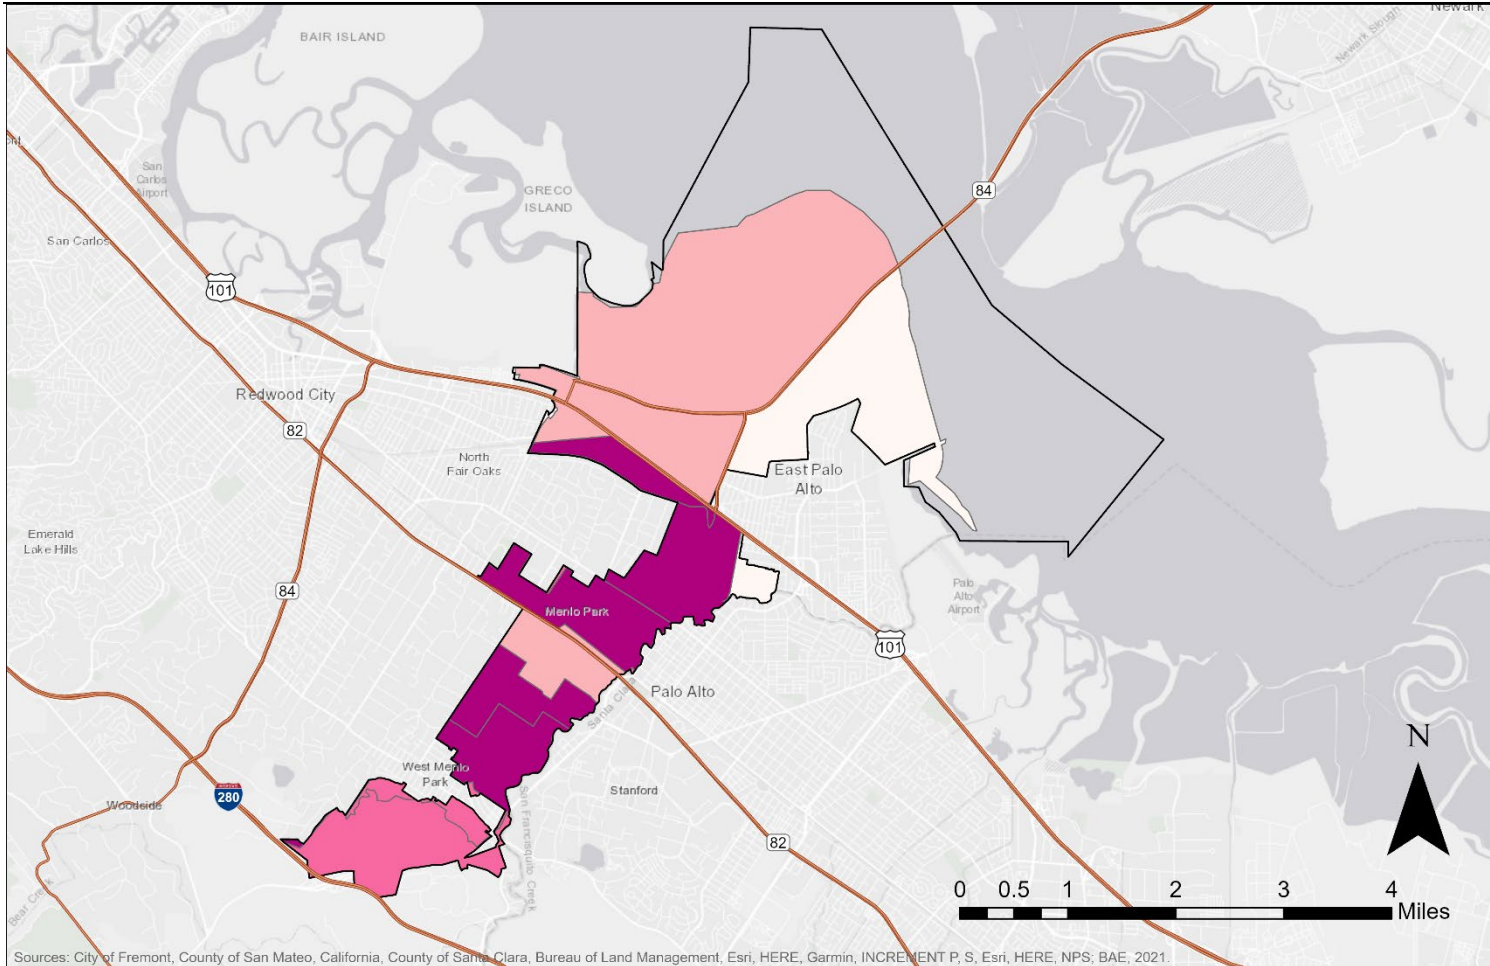 Newark
Newark Slough
BAIR ISLAND
San
Carlos
Airport
GRECO
ISLAND
84
San Carlos
101
Redwood City
82
North
Fair Oaks
East Palo
Alto
Emerald
Lake Hills
84
Palo
Alto
Airport
Menlo Park
101
Palo Alto
Santa Clara
West Menlo
Park
Stanford
280
Woodside
San Francisquito Creek
82
Bear Creek
N
0 0.5 1 2 3 4
Miles
Sources: City of Fremont, County of San Mateo, California, County of Santa Clara, Bureau of Land Management, Esri, HERE, Garmin, INCREMENT P, S, Esri, HERE, NPS; BAE, 2021.